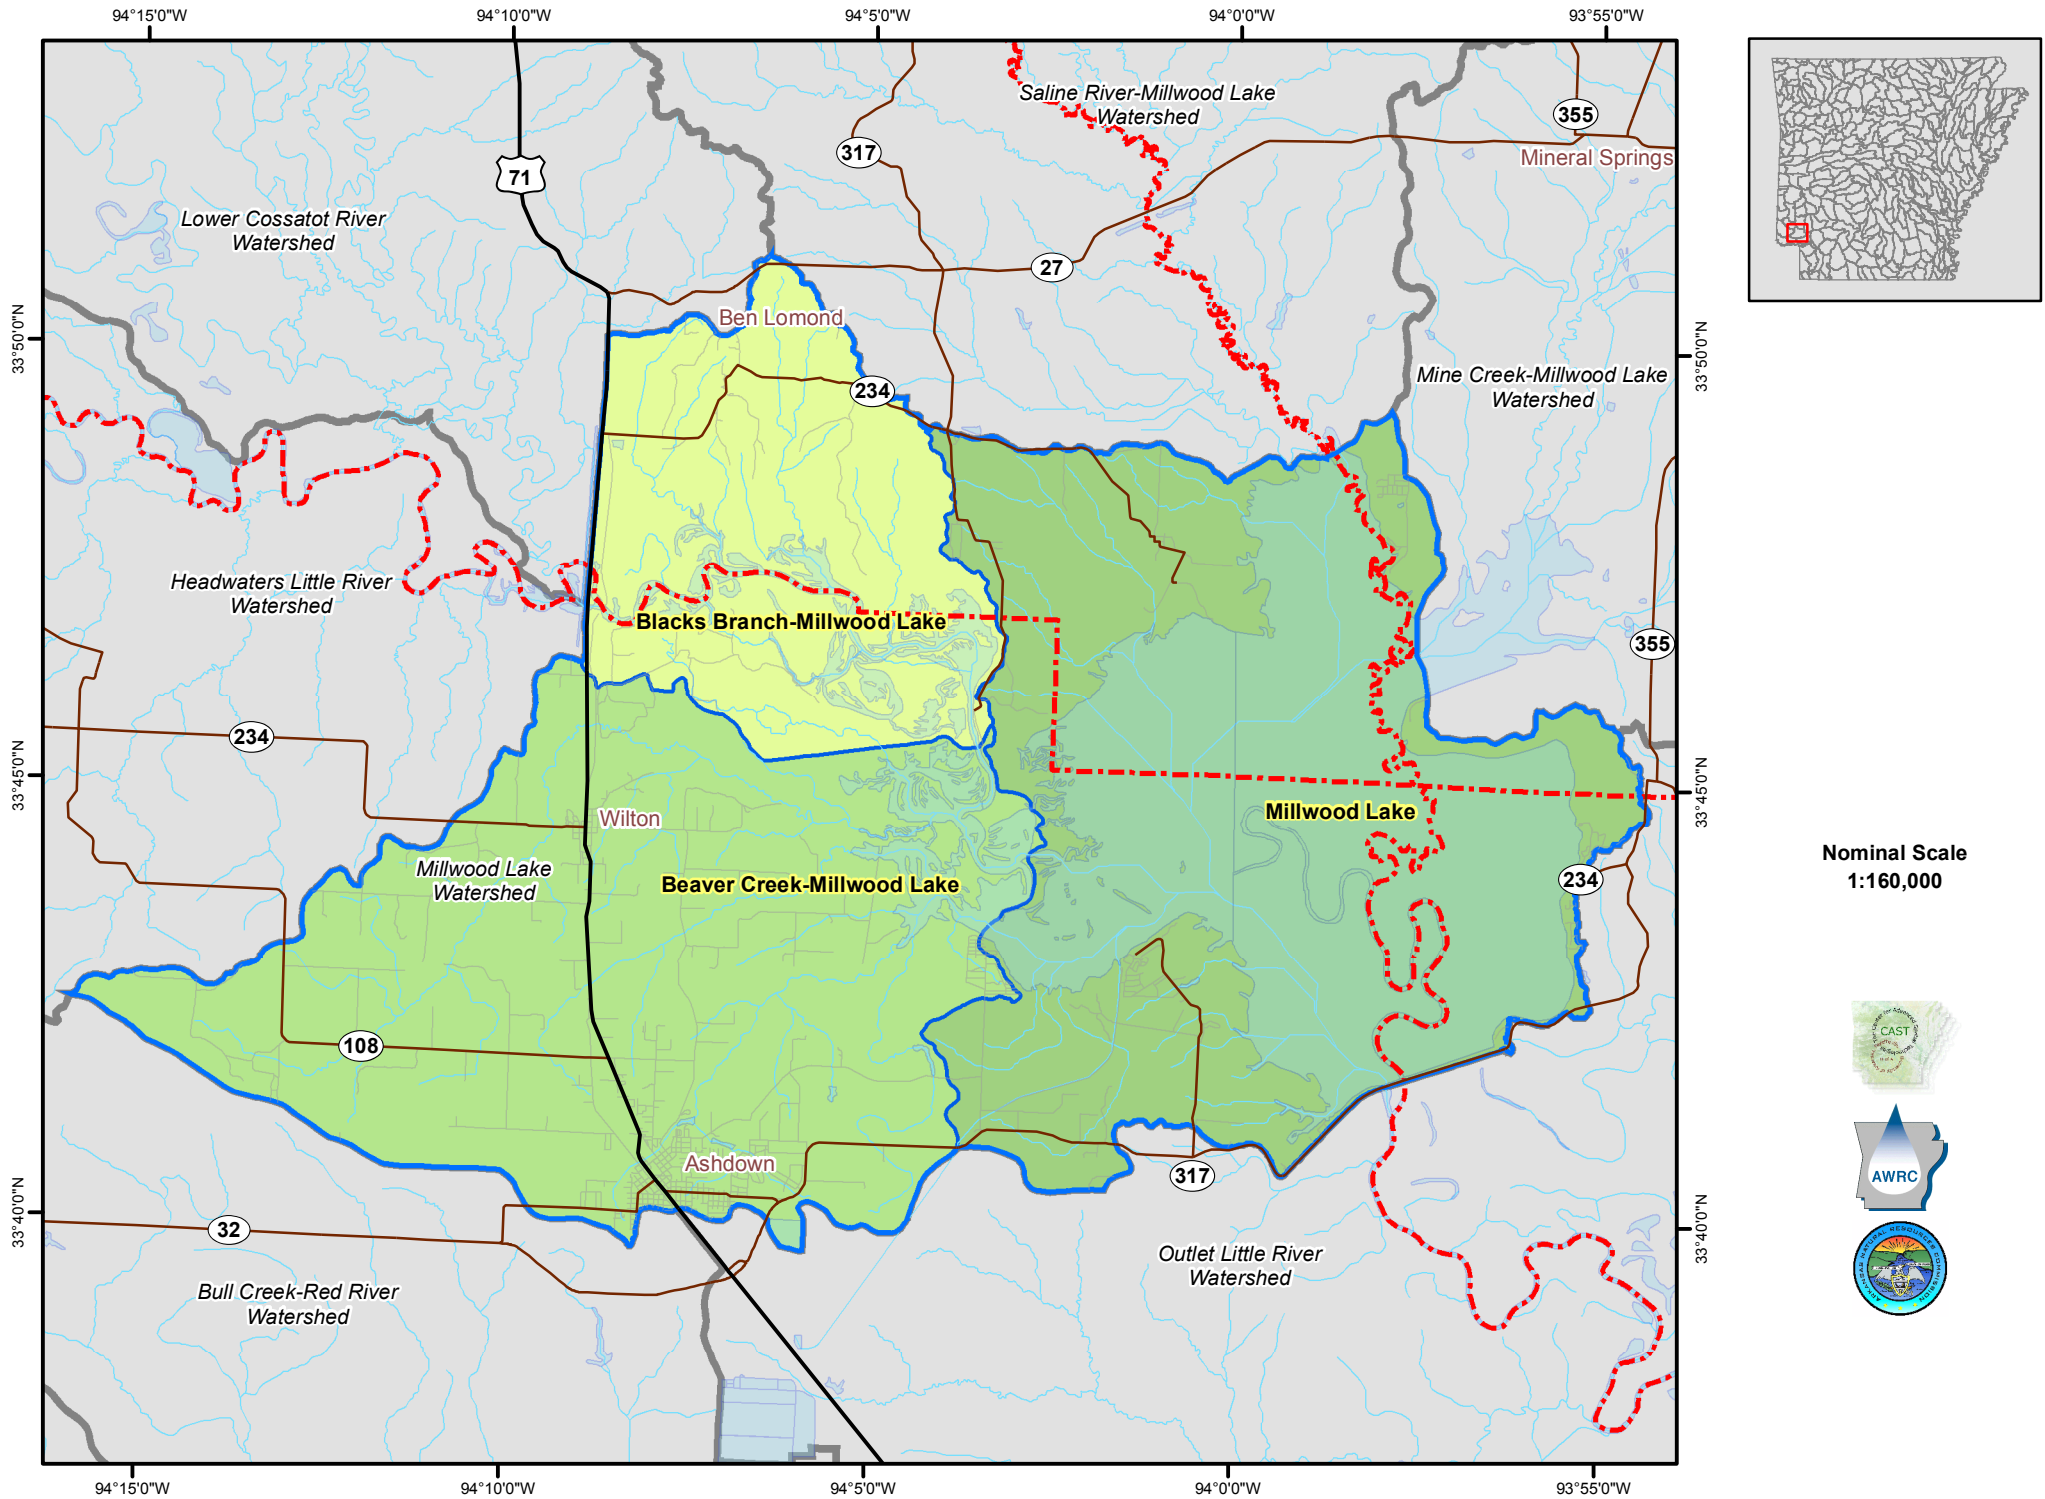 94°15'0"W
94°10'0"W
94°5'0"W
94°0'0"W
93°55'0"W
Saline River-Millwood Lake
Watershed
355
317
Mineral Springs
71
Lower Cossatot River
Watershed
27
Ben Lomond
33°50'0"N
33°50'0"N
Mine Creek-Millwood Lake
Watershed
234
Headwaters Little River
Watershed
Blacks Branch-Millwood Lake
355
234
33°45'0"N
33°45'0"N
Wilton
Millwood Lake
Millwood Lake
Watershed
Beaver Creek-Millwood Lake
234
Nominal Scale
1:160,000
108
CAST
Ashdown
317
AWRC
33°40'0"N
33°40'0"N
32
Outlet Little River
Watershed
ARKANSAS NATURAL RESOURCES COMMISSION
Bull Creek-Red River
Watershed
94°15'0"W
94°10'0"W
94°5'0"W
94°0'0"W
93°55'0"W